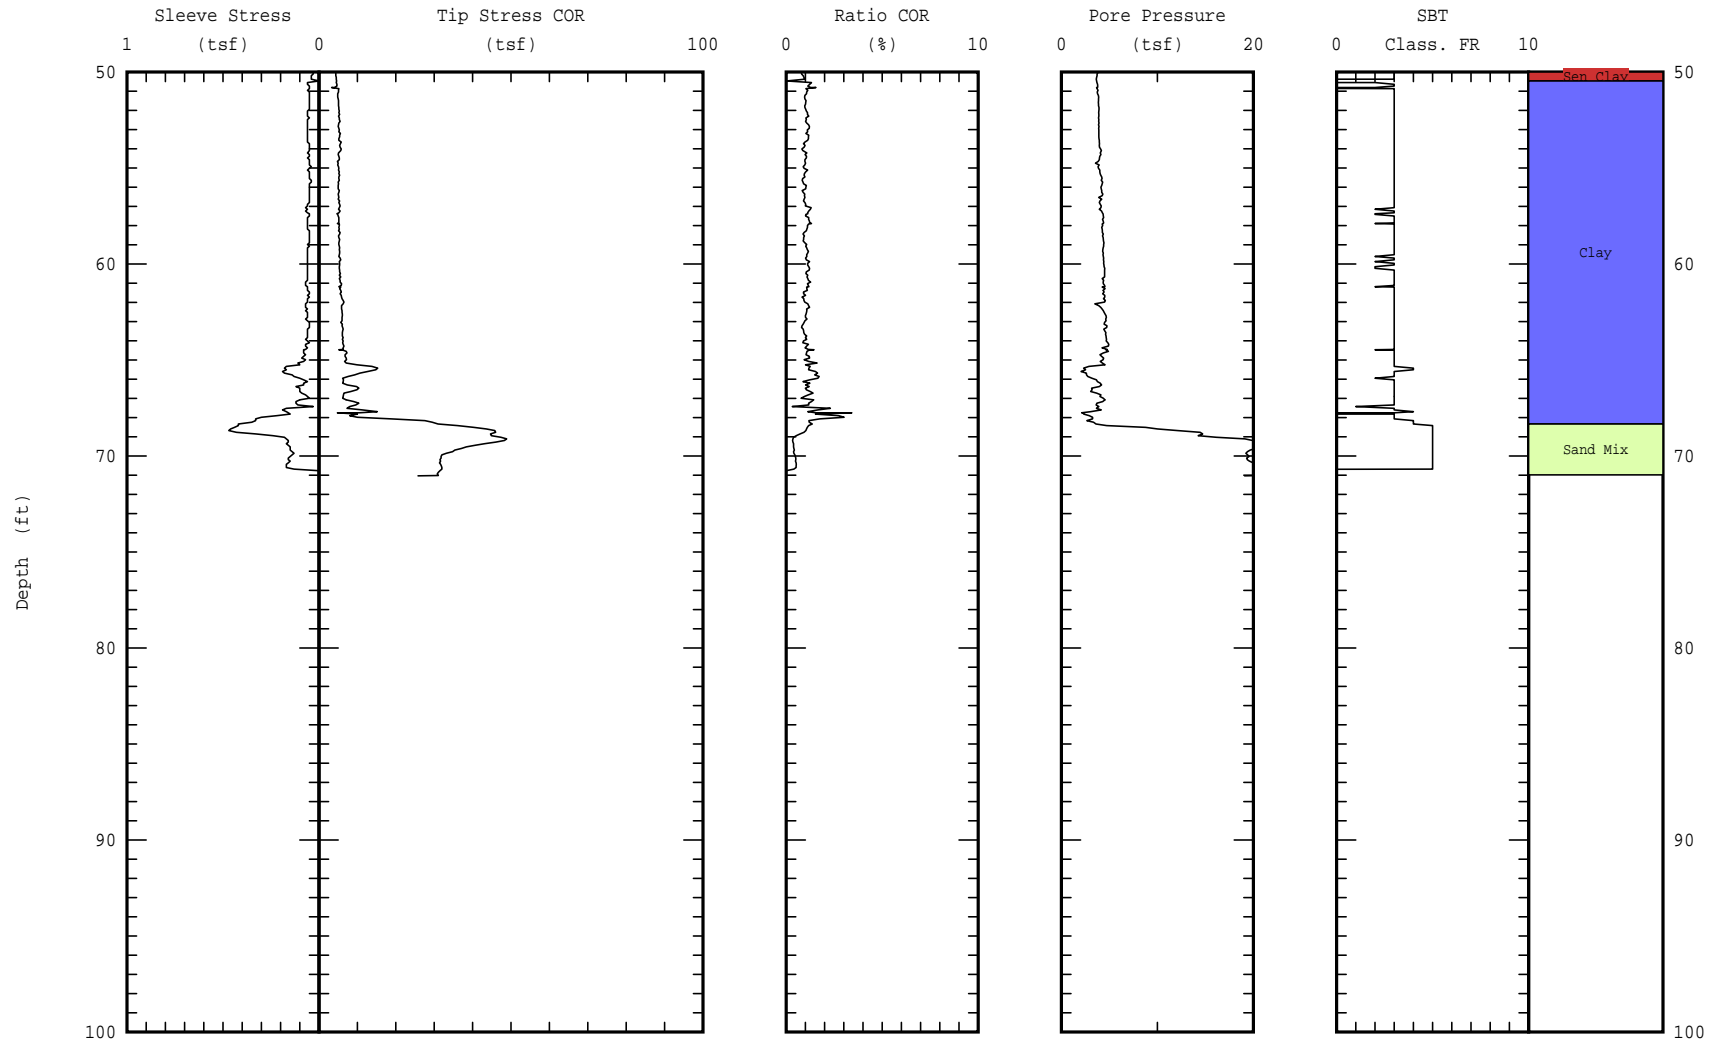 Sleeve Stress Tip Stress COR Ratio COR Pore Pressure SBT
1 (tsf) 0 (tsf) 100 0 (%) 10 0 (tsf) 20 0 Class. FR 10
50 Sen Clay 50
Clay
60 60
Sand Mix
70 70
Depth (ft)
80 80
90 90
100 100